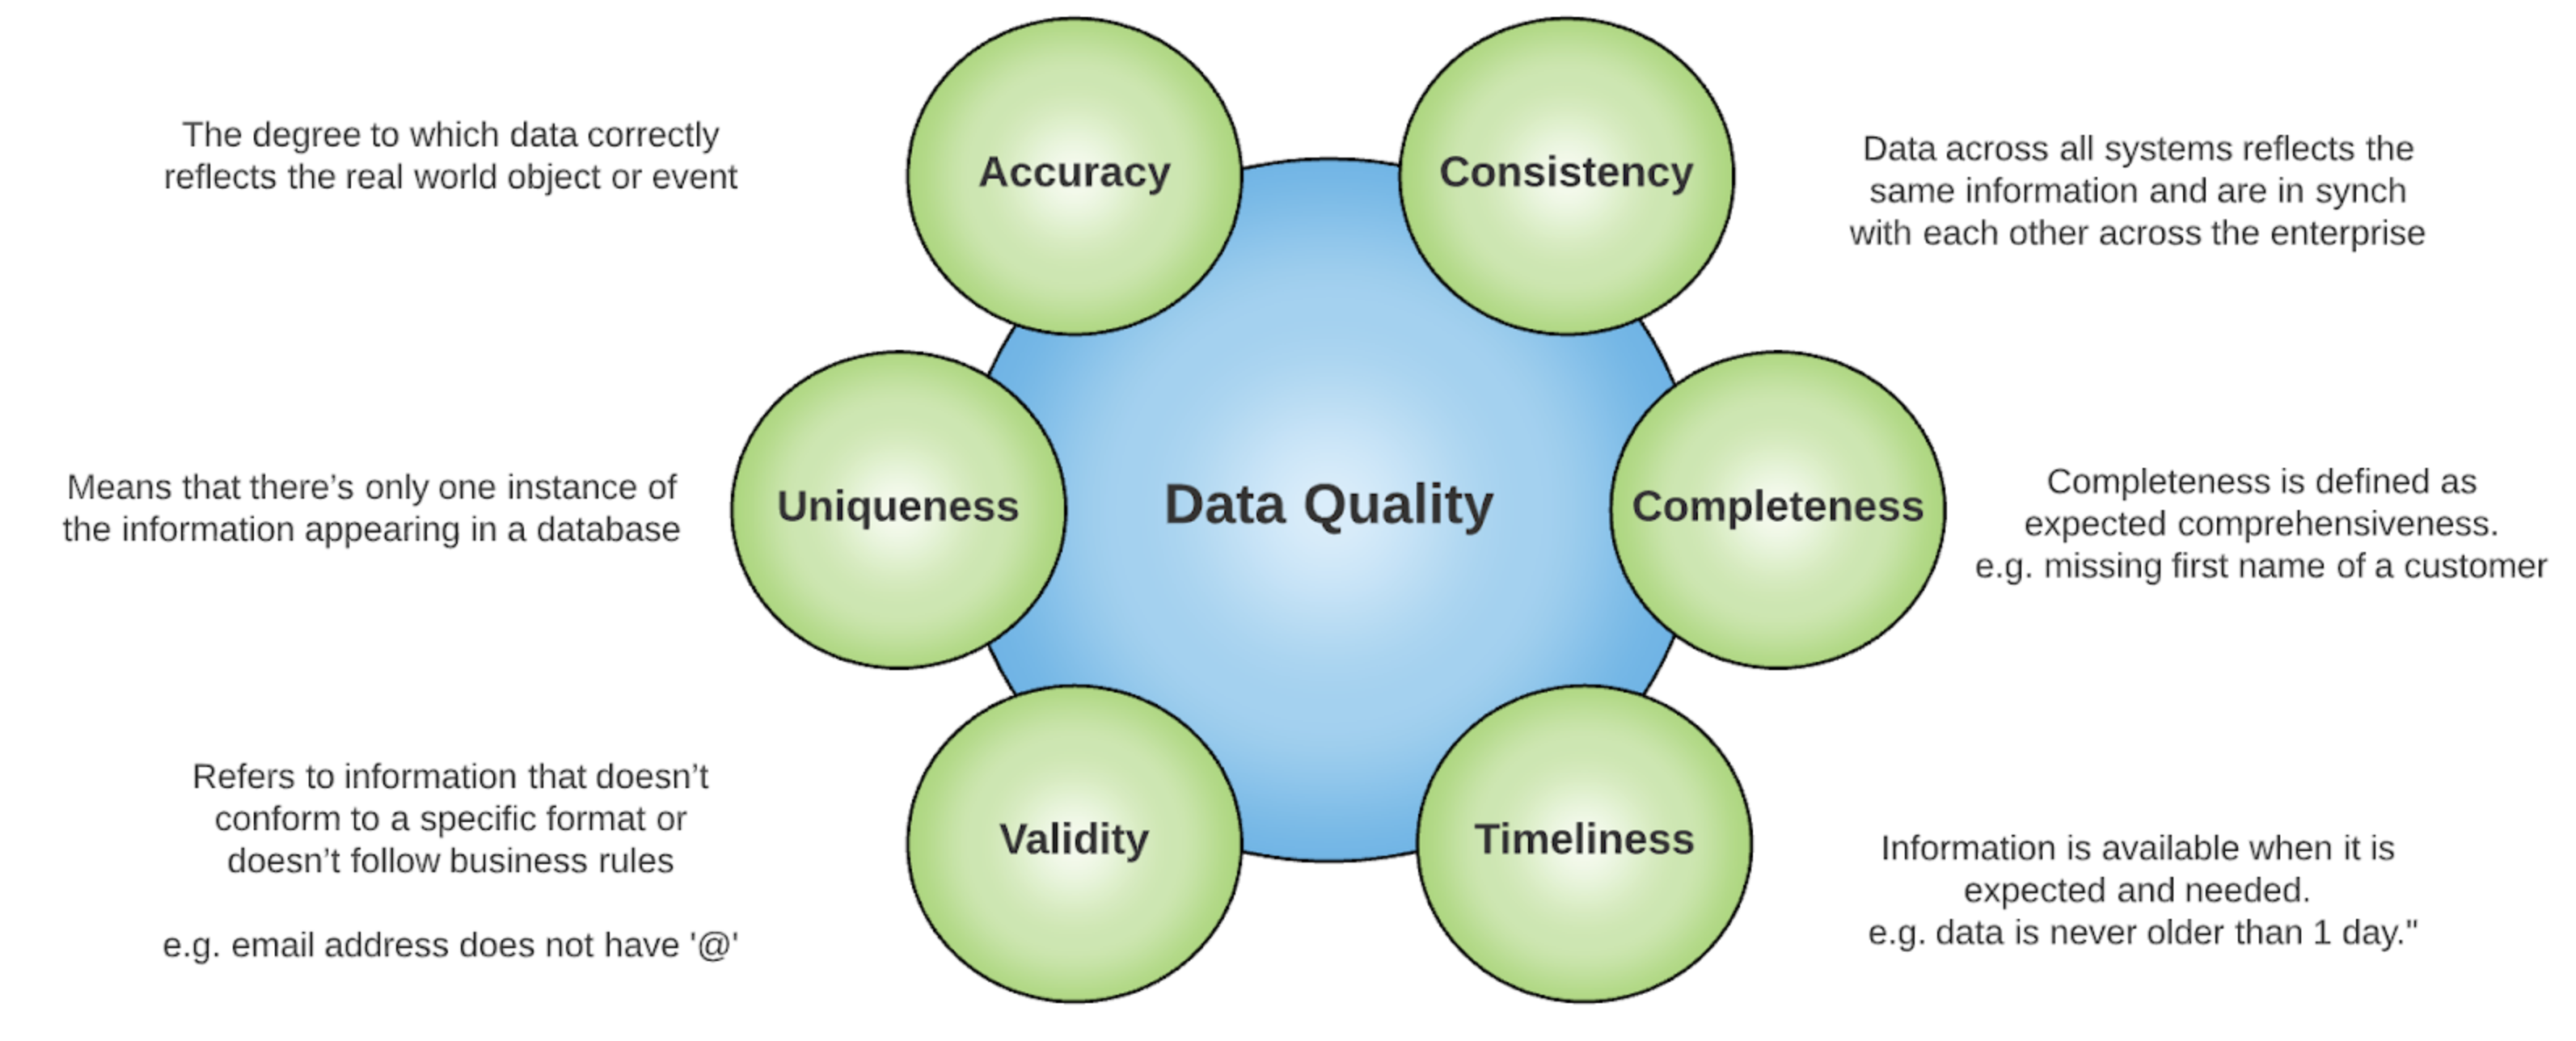 Accuracy
The degree to which data correctly
reflects the real world object or event
Consistency
Data across all systems reflects the
same information and are in synch
with each other across the enterprise
Uniqueness
Means that there’s only one instance of
the information appearing in a database
Data Quality
Completeness
Completeness is defined as
expected comprehensiveness.
e.g. missing first name of a customer
Validity
Refers to information that doesn’t
conform to a specific format or
doesn’t follow business rules
e.g. email address does not have '@'
Timeliness
Information is available when it is
expected and needed.
e.g. data is never older than 1 day."